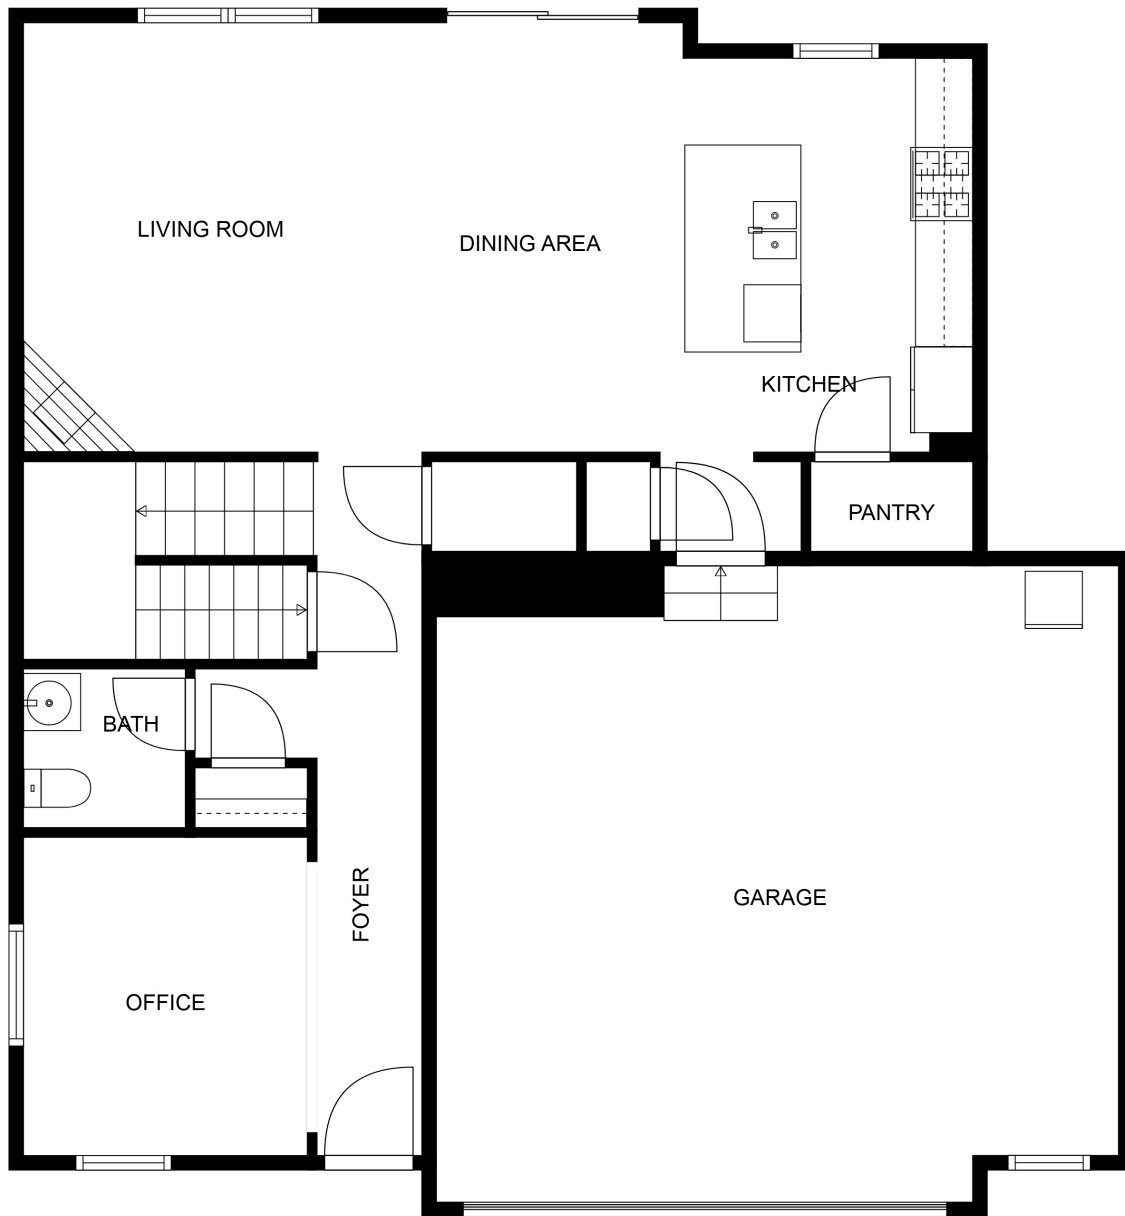 LIVING ROOM
DINING AREA
KITCHEN
PANTRY
BATH
FOYER
GARAGE
OFFICE